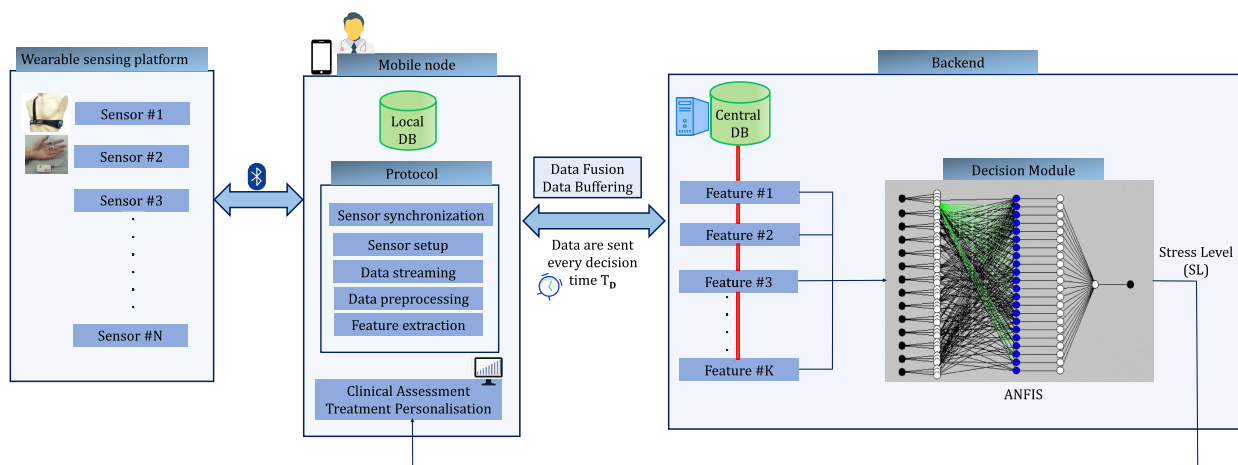 Wearable sensing platform
Sensor #1
Sensor #2
Sensor #3
Sensor #N
Mobile node
Local
DB
Protocol
Sensor synchronization
Sensor setup
Data streaming
Data preprocessing
Feature extraction
Clinical Assessment
Treatment Personalisation
Data Fusion
Data Buffering
Data are sent
every decision
time T_D
Backend
Central
DB
Feature #1
Feature #2
Feature #3
Feature #K
Decision Module
ANFIS
Stress Level
(SL)